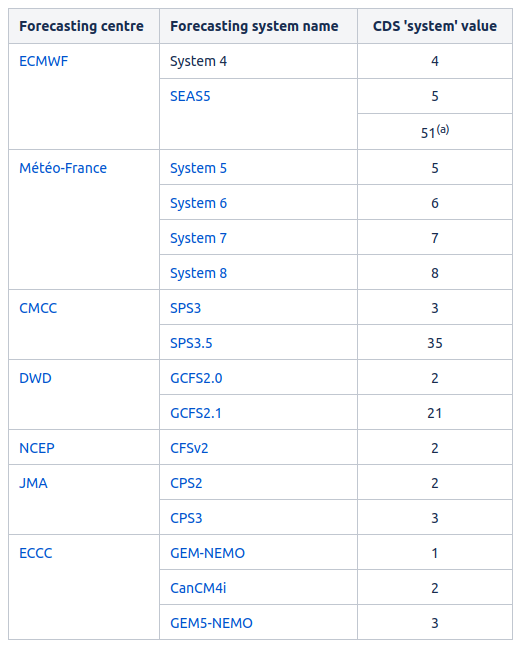 Forecasting centre Forecasting system name CDS 'system' value
ECMWF System 4 4
SEAS5 5
51(a)
Météo-France System 5 5
System 6 6
System 7 7
System 8 8
CMCC SPS3 3
SPS3.5 35
DWD GCFS2.0 2
GCFS2.1 21
NCEP CFSv2 2
JMA CPS2 2
CPS3 3
ECCC GEM-NEMO 1
CanCM4i 2
GEM5-NEMO 3